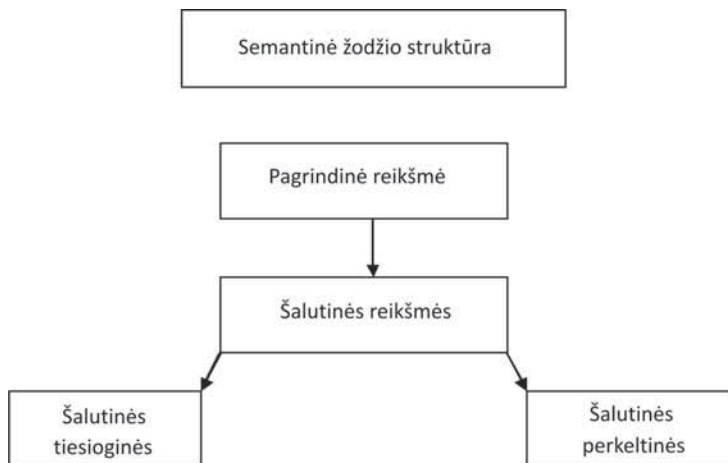 Semantinė žodžio struktūra
Pagrindinė reikšmė
Šalutinės reikšmės
Šalutinės
tiesioginės
Šalutinės
perkeltinės